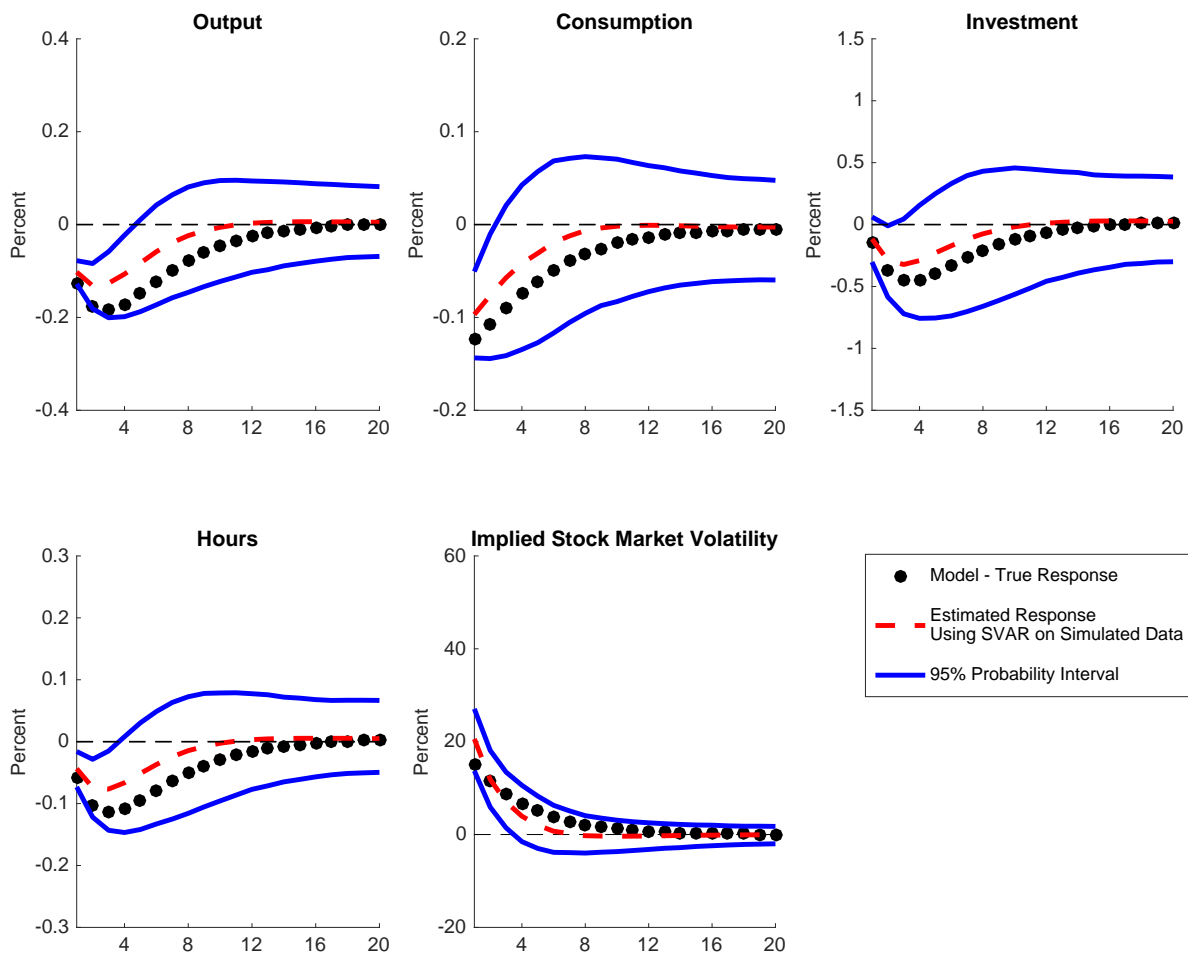 Output
Percent
0.4
0.2
0
-0.2
-0.4
4 8 12 16 20
Consumption
Percent
0.2
0.1
0
-0.1
-0.2
4 8 12 16 20
Investment
Percent
1.5
1
0.5
0
-0.5
-1
-1.5
4 8 12 16 20
Hours
Percent
0.3
0.2
0.1
0
-0.1
-0.2
-0.3
4 8 12 16 20
Implied Stock Market Volatility
Percent
60
40
20
0
-20
4 8 12 16 20
Model - True Response
Estimated Response
Using SVAR on Simulated Data
95% Probability Interval